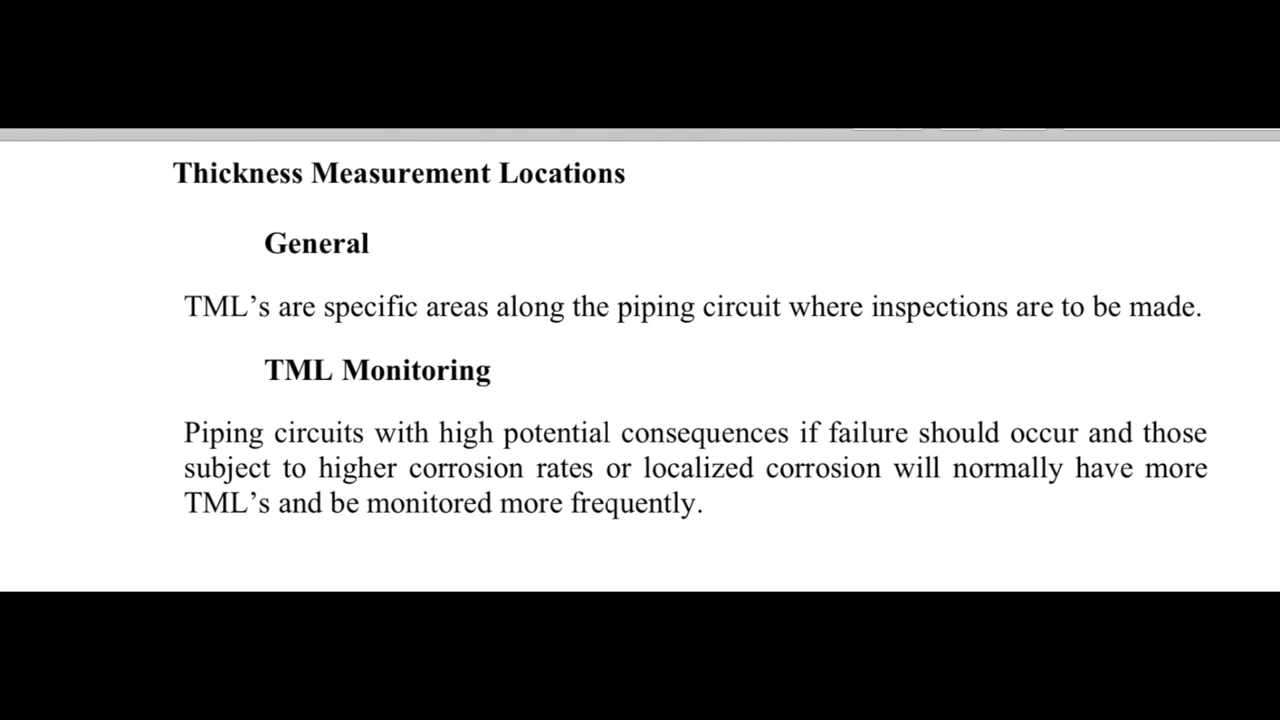 Thickness Measurement Locations
General
TML’s are specific areas along the piping circuit where inspections are to be made.
TML Monitoring
Piping circuits with high potential consequences if failure should occur and those
subject to higher corrosion rates or localized corrosion will normally have more
TML’s and be monitored more frequently.